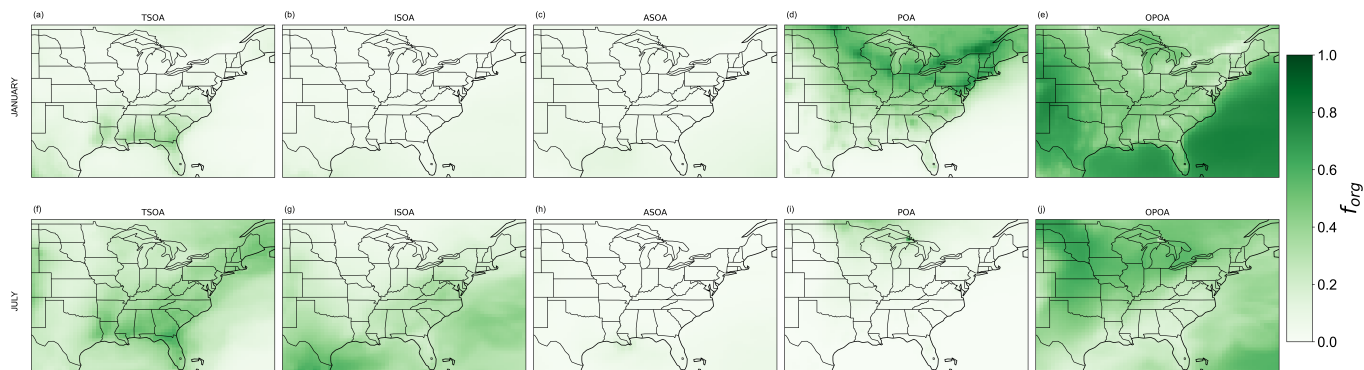 (a) TSOA
(b) ISOA
(c) ASOA
(d) POA
(e) OPOA
JANUARY
(f) TSOA
(g) ISOA
(h) ASOA
(i) POA
(j) OPOA
JULY
1.0
0.8
0.6
0.4
0.2
0.0
f_org